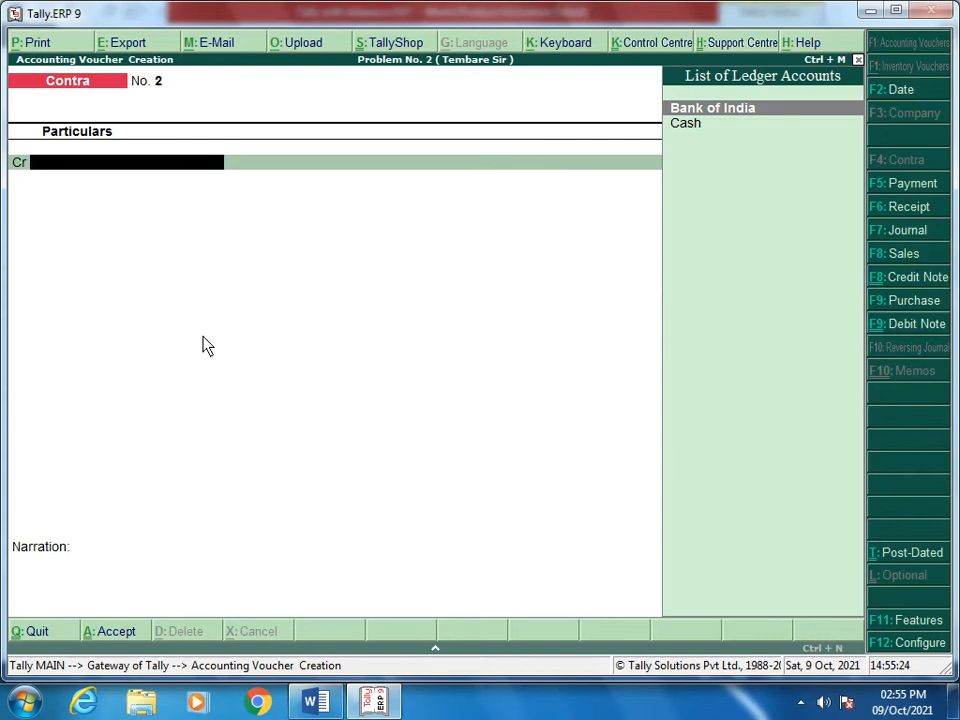 Tally.ERP 9
P: Print E: Export M: E-Mail O: Upload S: TallyShop G: Language K: Keyboard K: Control Centre H: Support Centre H: Help
Accounting Voucher Creation Problem No. 2 ( Tembare Sir ) Ctrl + M
Contra No. 2
Particulars
Cr
Narration:
List of Ledger Accounts
Bank of India
Cash
F1: Accounting Vouchers
F1: Inventory Vouchers
F2: Date
F3: Company
F4: Contra
F5: Payment
F6: Receipt
F7: Journal
F8: Sales
F8: Credit Note
F9: Purchase
F9: Debit Note
F10: Reversing Journal
F10: Memos
T: Post-Dated
L: Optional
F11: Features
F12: Configure
Q: Quit A: Accept D: Delete X: Cancel
Ctrl + N
Tally MAIN --> Gateway of Tally --> Accounting Voucher Creation © Tally Solutions Pvt Ltd., 1988-20 Sat, 9 Oct, 2021 14:55:24
Tally ERP 9
02:55 PM
09/Oct/2021